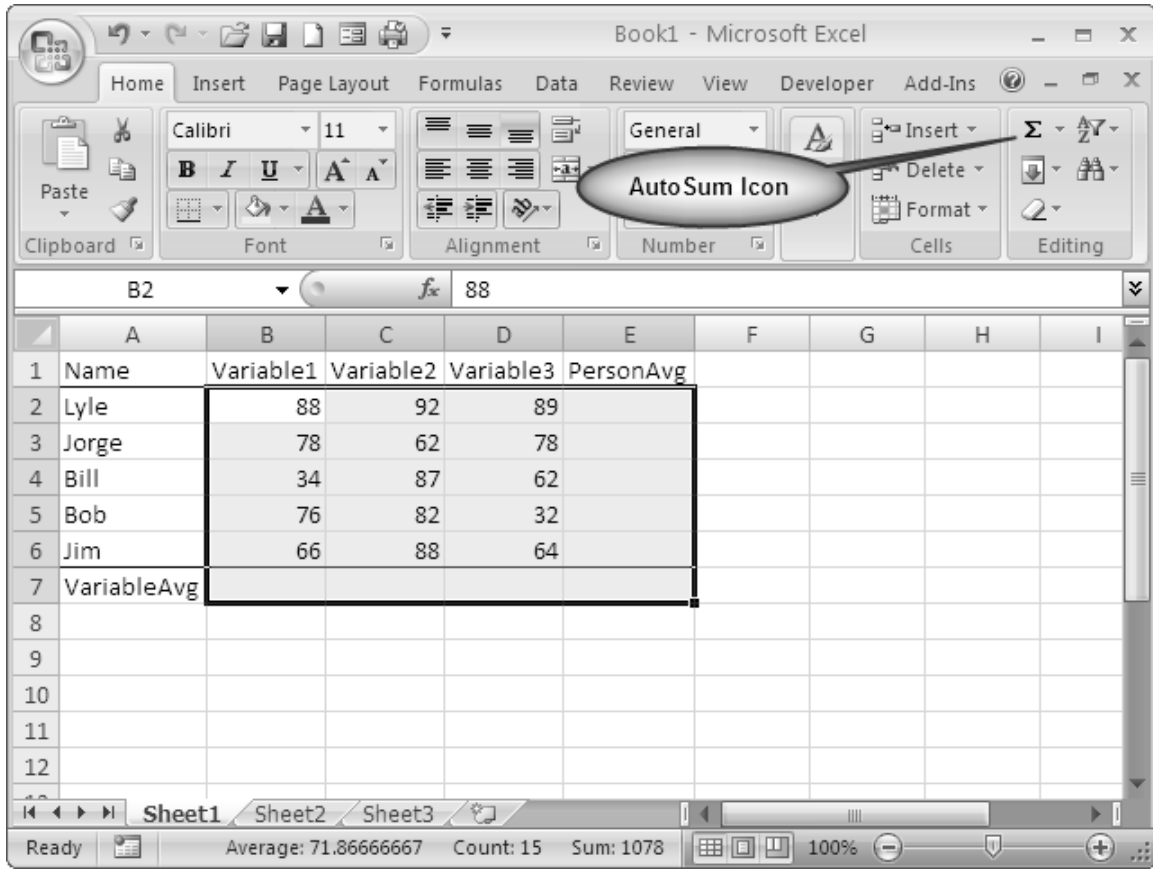 Book1 - Microsoft Excel
Home Insert Page Layout Formulas Data Review View Developer Add-Ins
Calibri 11 General Insert
Paste B I U A A AutoSum Icon Delete
A Format
Clipboard Font Alignment Number Cells Editing
B2 fx 88
A B C D E F G H I
1 Name Variable1 Variable2 Variable3 PersonAvg
2 Lyle 88 92 89
3 Jorge 78 62 78
4 Bill 34 87 62
5 Bob 76 82 32
6 Jim 66 88 64
7 VariableAvg
8
9
10
11
12
Sheet1 Sheet2 Sheet3
Ready Average: 71.86666667 Count: 15 Sum: 1078 100%